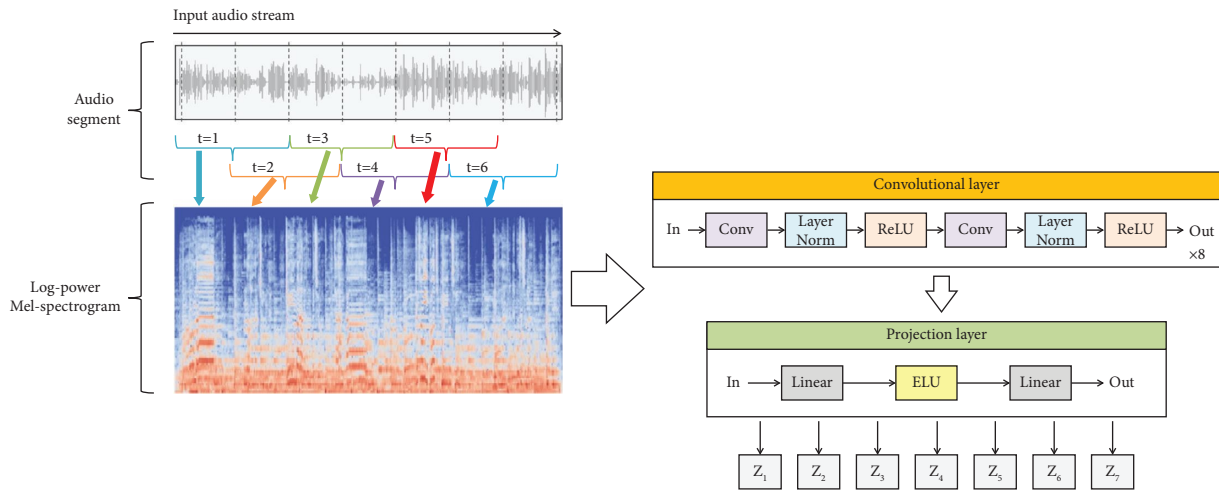 Input audio stream
Audio
segment
t=1
t=3
t=5
t=2
t=4
t=6
Log-power
Mel-spectrogram
Convolutional layer
In
Conv
Layer
Norm
ReLU
Conv
Layer
Norm
ReLU
Out
×8
Projection layer
In
Linear
ELU
Linear
Out
Z₁
Z₂
Z₃
Z₄
Z₅
Z₆
Z₇